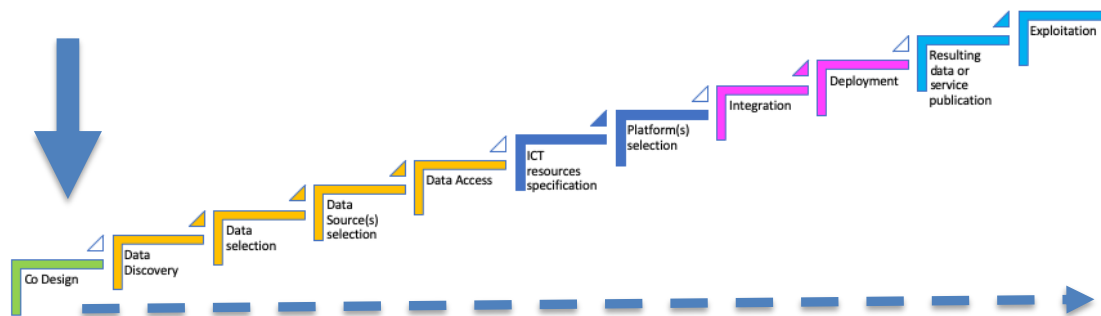 Co Design
Data
Discovery
Data
selection
Data
Source(s)
selection
Data Access
ICT
resources
specification
Platform(s)
selection
Integration
Deployment
Resulting
data or
service
publication
Exploitation